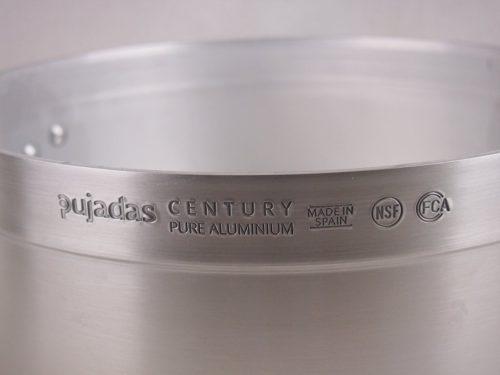 pujadas CENTURY MADE IN NSF FCA
PURE ALUMINIUM SPAIN